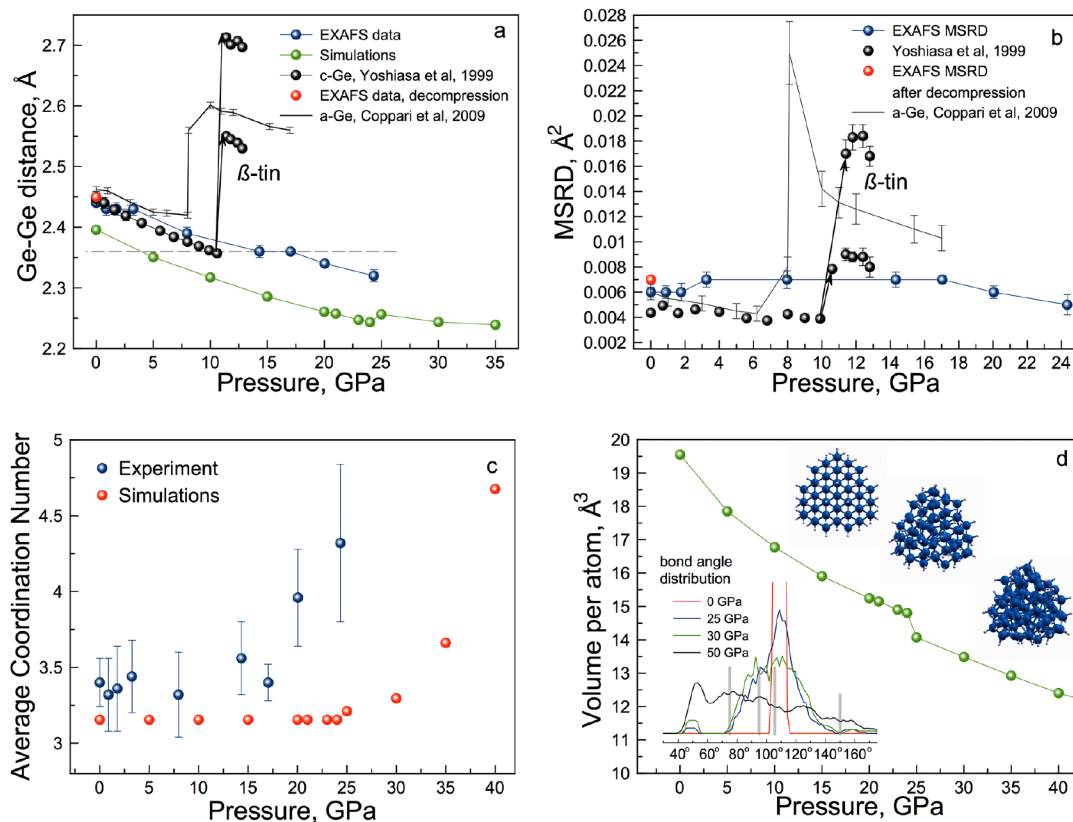 a
EXAFS data
Simulations
c-Ge, Yoshiasa et al, 1999
EXAFS data, decompression
a-Ge, Coppari et al, 2009
ß-tin
Ge-Ge distance, Å
2.7
2.6
2.5
2.4
2.3
2.2
0 5 10 15 20 25 30 35
Pressure, GPa
b
EXAFS MSRD
Yoshiasa et al, 1999
EXAFS MSRD
after decompression
a-Ge, Coppari et al, 2009
ß-tin
MSRD, Å²
0.028
0.026
0.024
0.022
0.020
0.018
0.016
0.014
0.012
0.010
0.008
0.006
0.004
0.002
0 2 4 6 8 10 12 14 16 18 20 22 24
Pressure, GPa
c
Experiment
Simulations
Average Coordination Number
5
4.5
4
3.5
3
0 5 10 15 20 25 30 35 40
Pressure, GPa
d
Volume per atom, Å³
20
19
18
17
16
15
14
13
12
11
10
bond angle
distribution
0 GPa
25 GPa
30 GPa
50 GPa
40° 60° 80° 100° 120° 140° 160°
0 5 10 15 20 25 30 35 40
Pressure, GPa